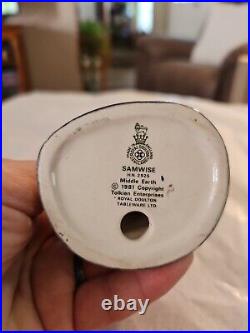 SAMWISE
HN 2925
Middle Earth
© 1981 Copyright
Tolkien Enterprises
ROYAL DOULTON
TABLEWARE LTD.